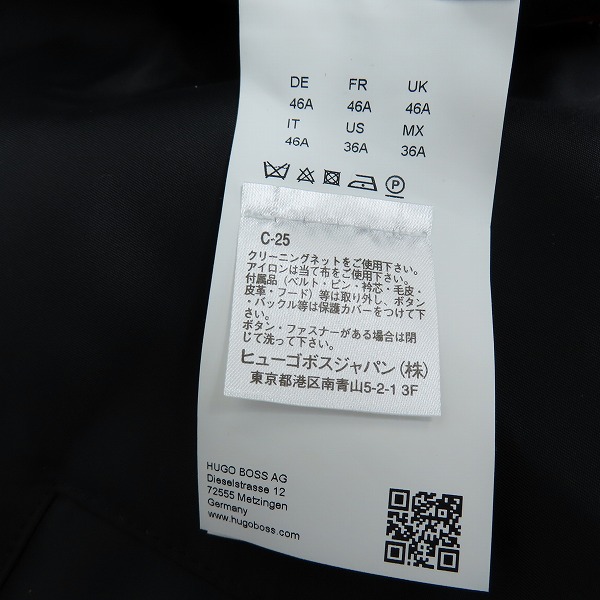 DE FR UK
46A 46A 46A
IT US MX
46A 36A 36A
P
C-25
クリーニングネットをご使用下さい。
アイロンは当て布をご使用下さい。
付属品（ベルト・ピン・衿芯・毛皮・
皮革・フード）等は取り外し、ボタン
・バックル等は保護カバーをつけて下
さい。
ボタン・ファスナーがある場合は閉
じて洗って下さい。
ヒューゴボスジャパン（株）
東京都港区南青山5-2-1 3F
HUGO BOSS AG
Dieselstrasse 12
72555 Metzingen
Germany
www.hugoboss.com